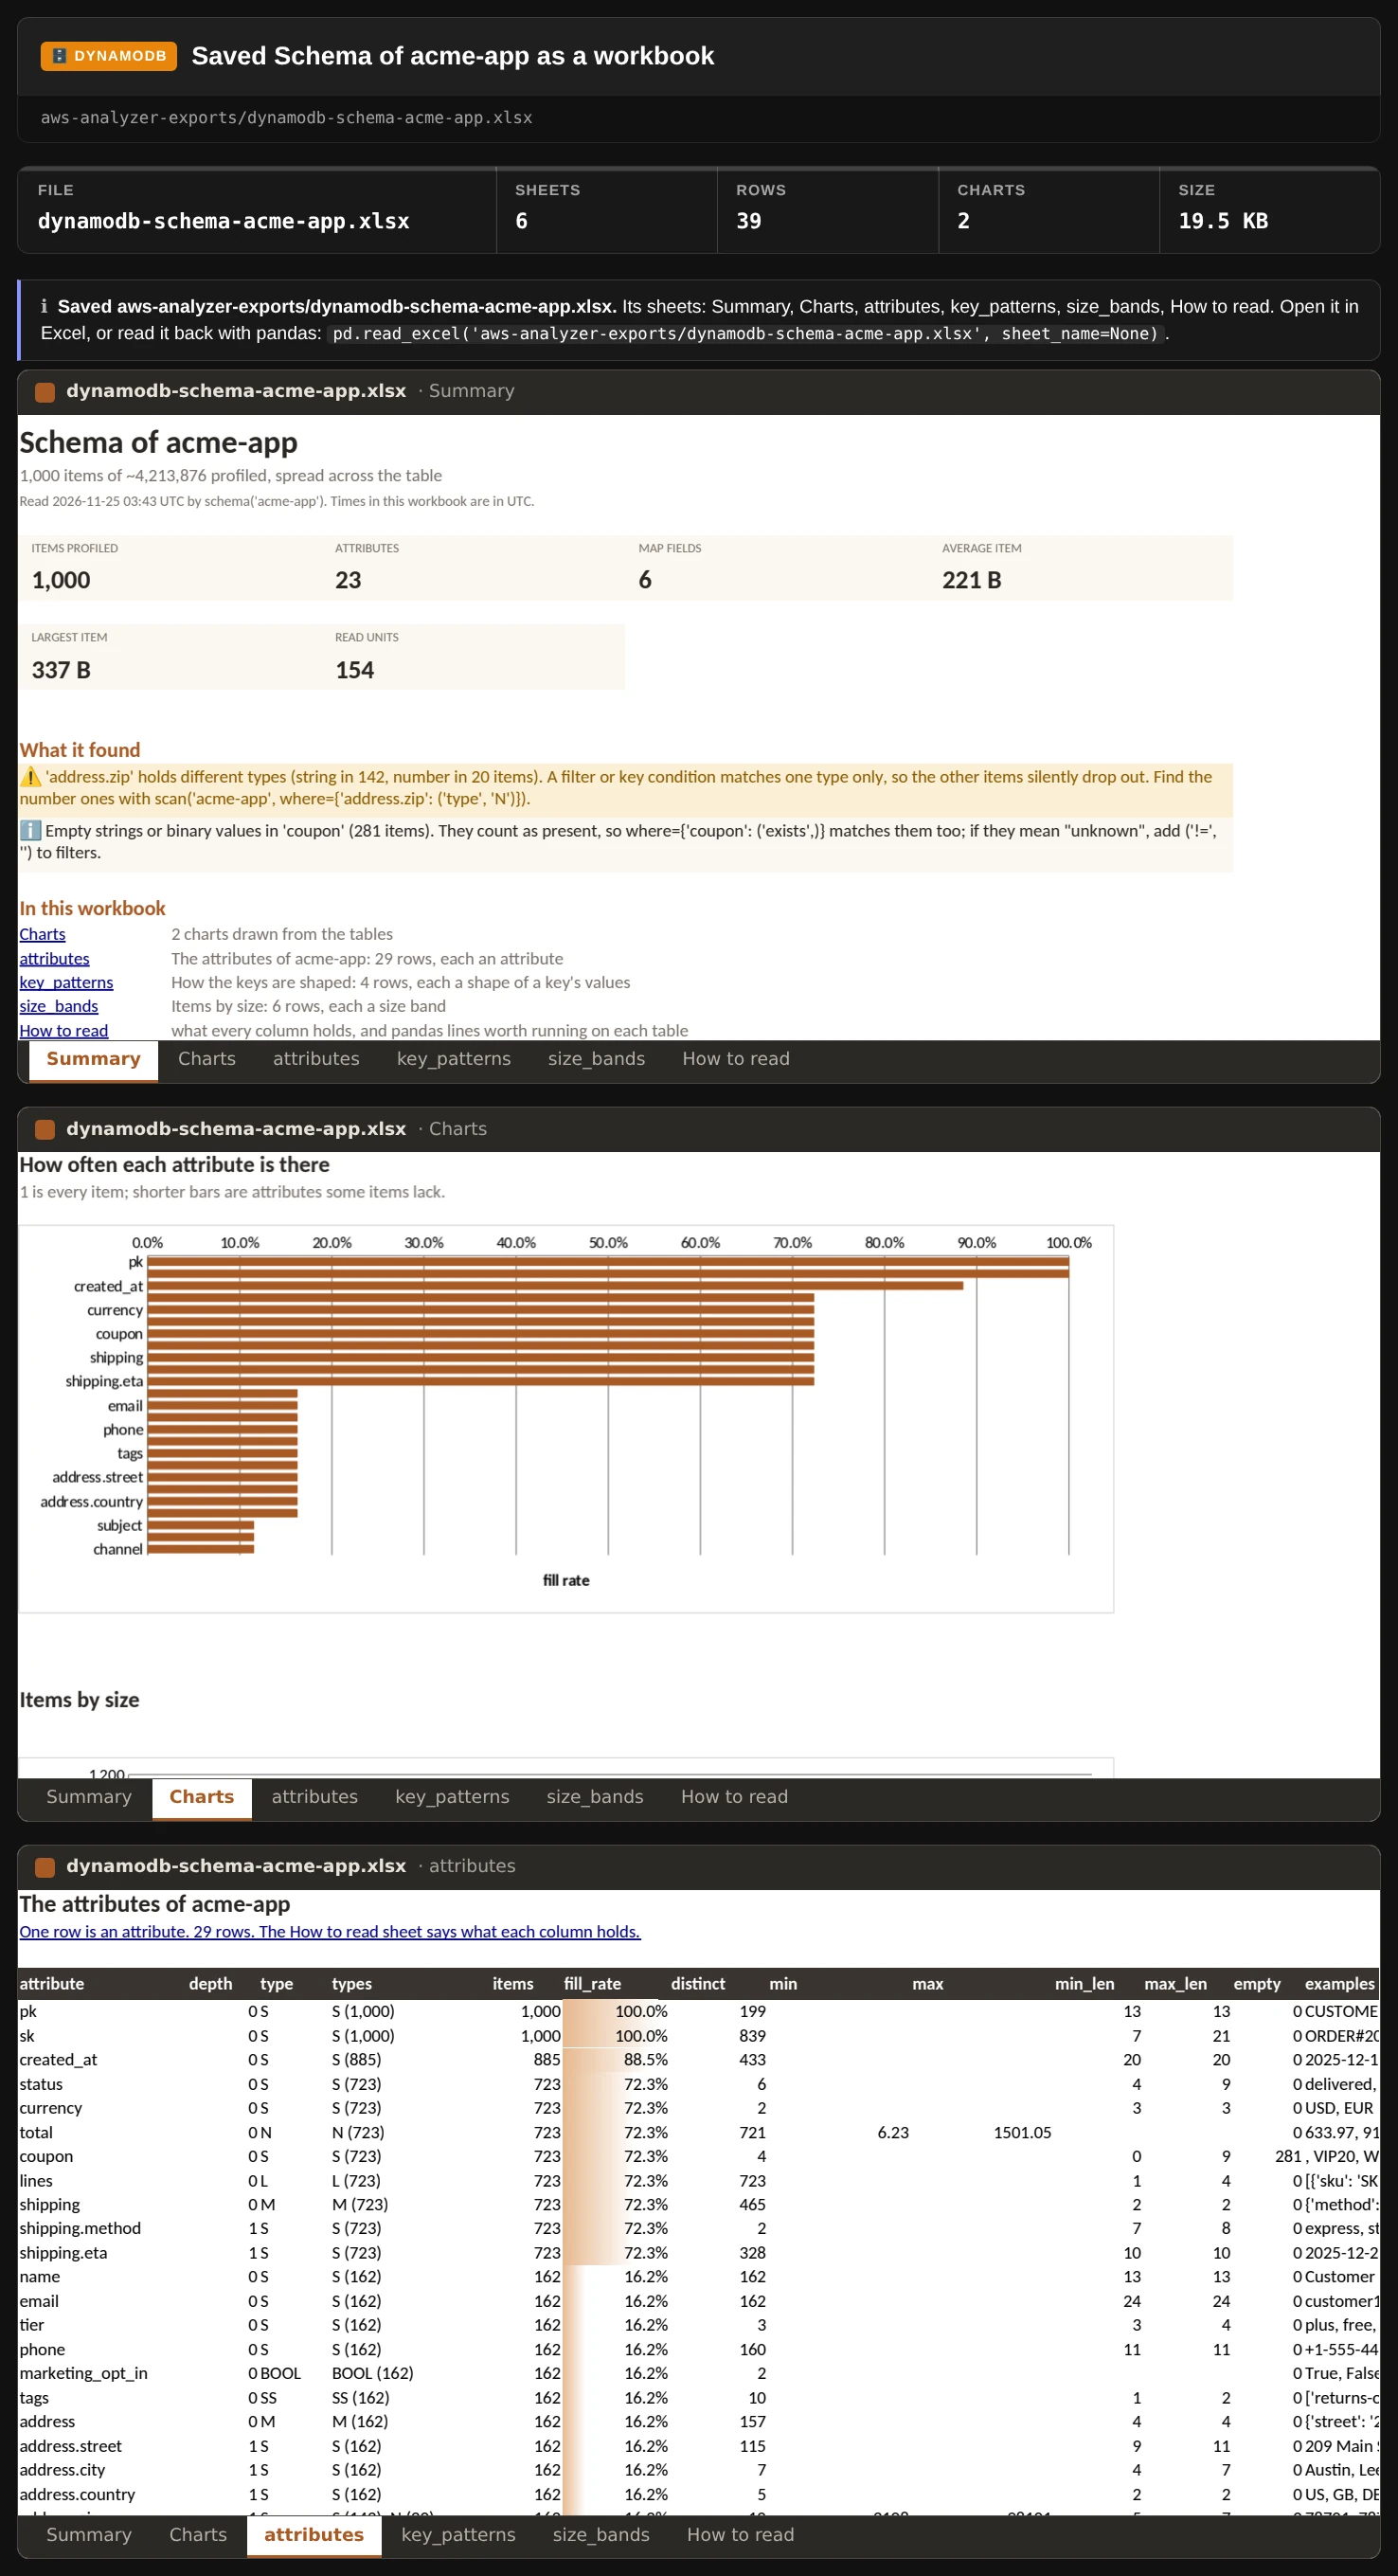 DYNAMODB Saved Schema of acme-app as a workbook
aws-analyzer-exports/dynamodb-schema-acme-app.xlsx
FILE SHEETS ROWS CHARTS SIZE
dynamodb-schema-acme-app.xlsx 6 39 2 19.5 KB
ℹ Saved aws-analyzer-exports/dynamodb-schema-acme-app.xlsx. Its sheets: Summary, Charts, attributes, key_patterns, size_bands, How to read. Open it in
Excel, or read it back with pandas: pd.read_excel('aws-analyzer-exports/dynamodb-schema-acme-app.xlsx', sheet_name=None).
dynamodb-schema-acme-app.xlsx · Summary
Schema of acme-app
1,000 items of ~4,213,876 profiled, spread across the table
Read 2026-11-25 03:43 UTC by schema('acme-app'). Times in this workbook are in UTC.
ITEMS PROFILED ATTRIBUTES MAP FIELDS AVERAGE ITEM
1,000 23 6 221 B
LARGEST ITEM READ UNITS
337 B 154
What it found
⚠ 'address.zip' holds different types (string in 142, number in 20 items). A filter or key condition matches one type only, so the other items silently drop out. Find the
number ones with scan('acme-app', where={'address.zip': ('type', 'N')}).
ℹ Empty strings or binary values in 'coupon' (281 items). They count as present, so where={'coupon': ('exists',)} matches them too; if they mean "unknown", add ('!=',
'') to filters.
In this workbook
Charts 2 charts drawn from the tables
attributes The attributes of acme-app: 29 rows, each an attribute
key_patterns How the keys are shaped: 4 rows, each a shape of a key's values
size_bands Items by size: 6 rows, each a size band
How to read what every column holds, and pandas lines worth running on each table
Summary Charts attributes key_patterns size_bands How to read
dynamodb-schema-acme-app.xlsx · Charts
How often each attribute is there
1 is every item; shorter bars are attributes some items lack.
0.0% 10.0% 20.0% 30.0% 40.0% 50.0% 60.0% 70.0% 80.0% 90.0% 100.0%
pk
created_at
currency
coupon
shipping
shipping.eta
email
phone
tags
address.street
address.country
subject
channel
fill rate
Items by size
1,200
Summary Charts attributes key_patterns size_bands How to read
dynamodb-schema-acme-app.xlsx · attributes
The attributes of acme-app
One row is an attribute. 29 rows. The How to read sheet says what each column holds.
attribute depth type types items fill_rate distinct min max min_len max_len empty examples
pk 0 S S (1,000) 1,000 100.0% 199 13 13 0 CUSTOME
sk 0 S S (1,000) 1,000 100.0% 839 7 21 0 ORDER#20
created_at 0 S S (885) 885 88.5% 433 20 20 0 2025-12-1
status 0 S S (723) 723 72.3% 6 4 9 0 delivered,
currency 0 S S (723) 723 72.3% 2 3 3 0 USD, EUR
total 0 N N (723) 723 72.3% 721 6.23 1501.05 0 633.97, 91
coupon 0 S S (723) 723 72.3% 4 0 9 281 , VIP20, W
lines 0 L L (723) 723 72.3% 723 1 4 0 [{'sku': 'SK
shipping 0 M M (723) 723 72.3% 465 2 2 0 {'method':
shipping.method 1 S S (723) 723 72.3% 2 7 8 0 express, st
shipping.eta 1 S S (723) 723 72.3% 328 10 10 0 2025-12-2
name 0 S S (162) 162 16.2% 162 13 13 0 Customer
email 0 S S (162) 162 16.2% 162 24 24 0 customer1
tier 0 S S (162) 162 16.2% 3 3 4 0 plus, free,
phone 0 S S (162) 162 16.2% 160 11 11 0 +1-555-44
marketing_opt_in 0 BOOL BOOL (162) 162 16.2% 2 0 True, False
tags 0 SS SS (162) 162 16.2% 10 1 2 0 ['returns-c
address 0 M M (162) 162 16.2% 157 4 4 0 {'street': '2
address.street 1 S S (162) 162 16.2% 115 9 11 0 209 Main S
address.city 1 S S (162) 162 16.2% 7 4 7 0 Austin, Lee
address.country 1 S S (162) 162 16.2% 5 2 2 0 US, GB, DE
Summary Charts attributes key_patterns size_bands How to read